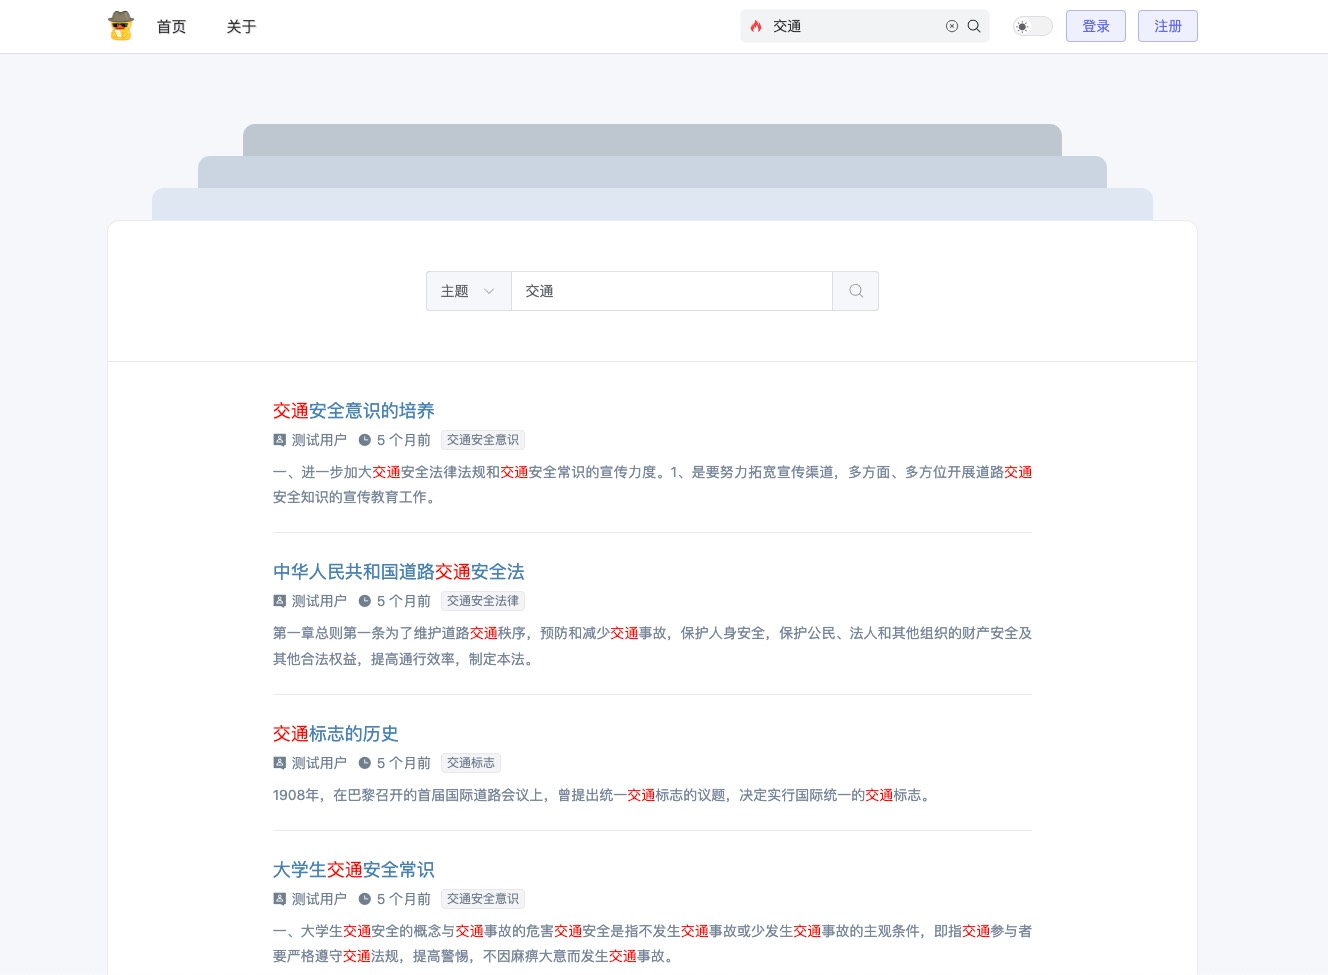 首页 关于 交通 登录 注册
主题 交通
交通安全意识的培养
测试用户 5 个月前 交通安全意识
一、进一步加大交通安全法律法规和交通安全常识的宣传力度。1、是要努力拓宽宣传渠道，多方面、多方位开展道路交通
安全知识的宣传教育工作。
中华人民共和国道路交通安全法
测试用户 5 个月前 交通安全法律
第一章总则第一条为了维护道路交通秩序，预防和减少交通事故，保护人身安全，保护公民、法人和其他组织的财产安全及
其他合法权益，提高通行效率，制定本法。
交通标志的历史
测试用户 5 个月前 交通标志
1908年，在巴黎召开的首届国际道路会议上，曾提出统一交通标志的议题，决定实行国际统一的交通标志。
大学生交通安全常识
测试用户 5 个月前 交通安全意识
一、大学生交通安全的概念与交通事故的危害交通安全是指不发生交通事故或少发生交通事故的主观条件，即指交通参与者
要严格遵守交通法规，提高警惕，不因麻痹大意而发生交通事故。